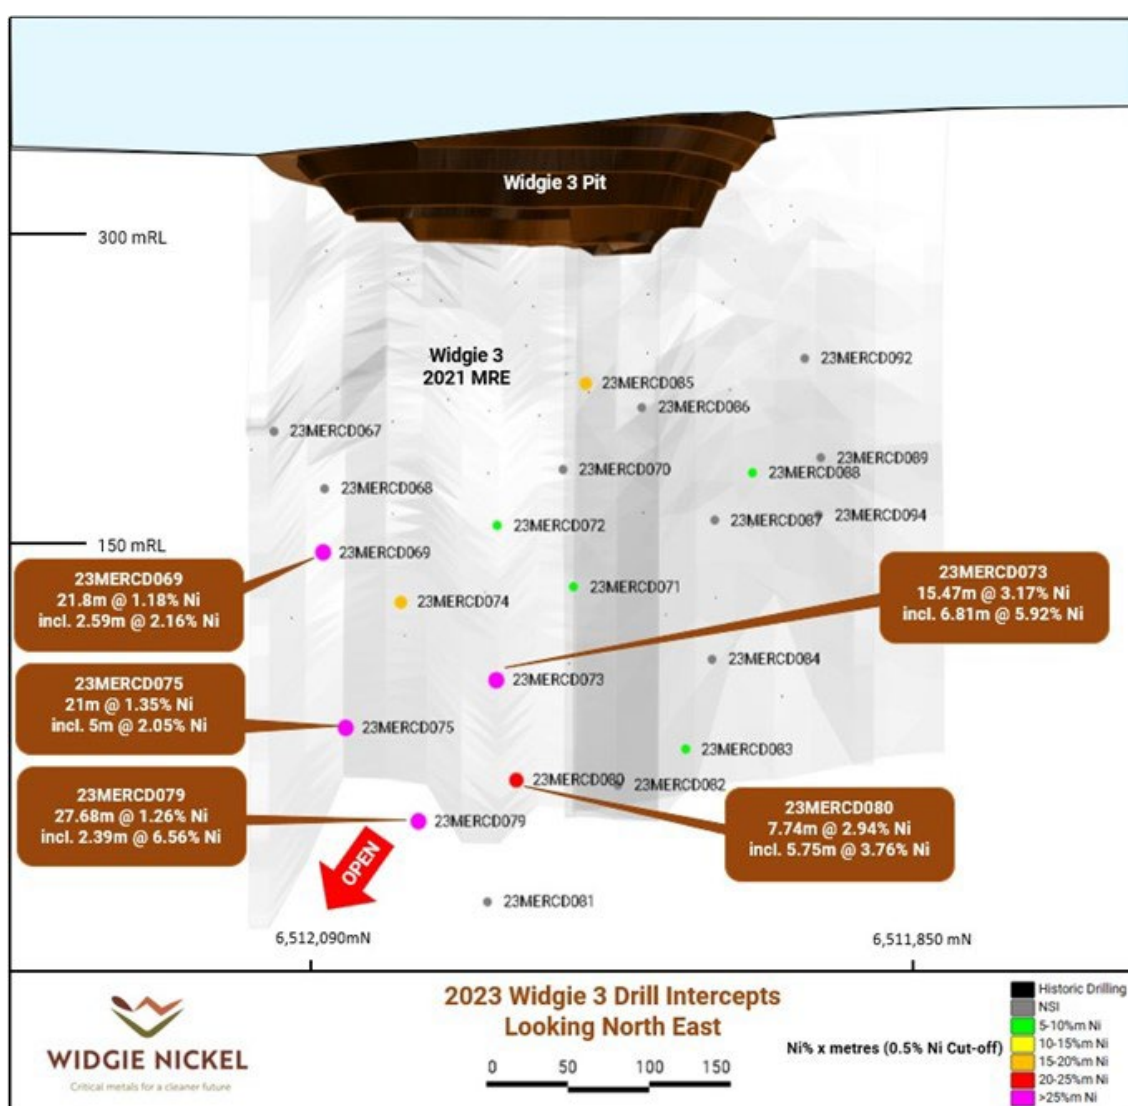 Widgie 3 Pit
300 mRL
Widgie 3
2021 MRE
23MERCD092
23MERCD085
23MERCD086
23MERCD067
23MERCD089
23MERCD070
23MERCD088
23MERCD068
23MERCD094
23MERCD087
23MERCD072
150 mRL
23MERCD069
23MERCD069
21.8m @ 1.18% Ni
incl. 2.59m @ 2.16% Ni
23MERCD073
15.47m @ 3.17% Ni
incl. 6.81m @ 5.92% Ni
23MERCD071
23MERCD074
23MERCD084
23MERCD073
23MERCD075
21m @ 1.35% Ni
incl. 5m @ 2.05% Ni
23MERCD075
23MERCD083
23MERCD080
23MERCD082
23MERCD079
27.68m @ 1.26% Ni
incl. 2.39m @ 6.56% Ni
23MERCD079
23MERCD080
7.74m @ 2.94% Ni
incl. 5.75m @ 3.76% Ni
OPEN
23MERCD081
6,512,090mN
6,511,850 mN
WIDGIE NICKEL
Critical metals for a cleaner future
2023 Widgie 3 Drill Intercepts
Looking North East
0 50 100 150
Ni% x metres (0.5% Ni Cut-off)
Historic Drilling
NSI
5-10%m Ni
10-15%m Ni
15-20%m Ni
20-25%m Ni
>25%m Ni